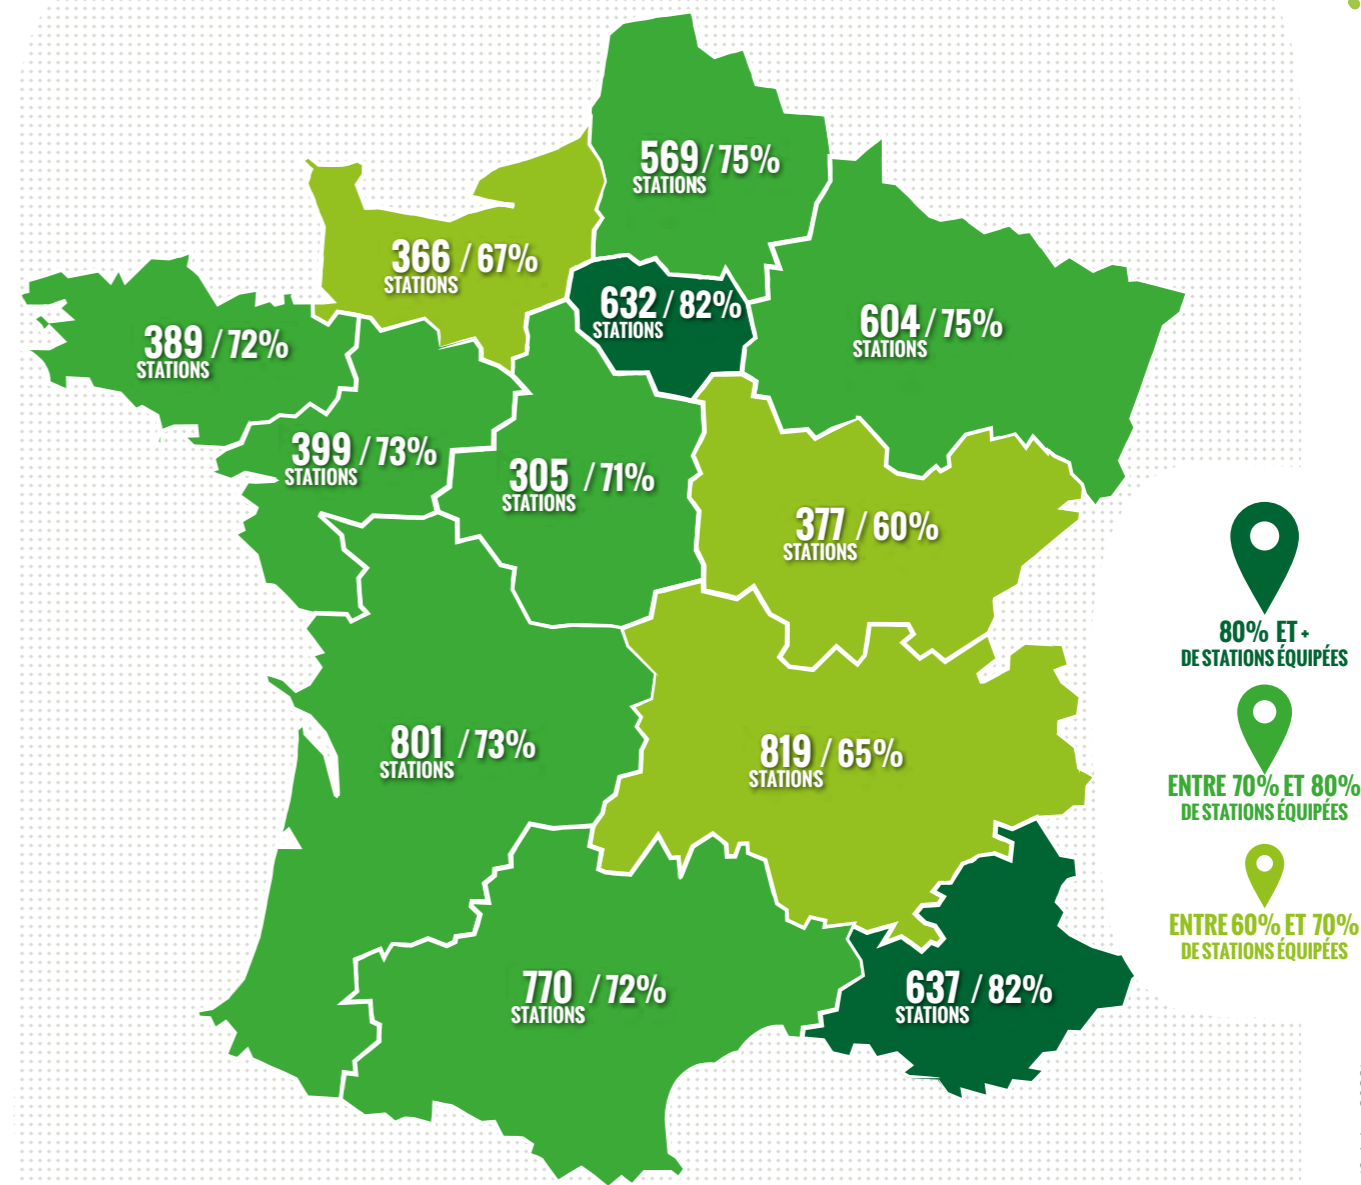 569 / 75%
STATIONS
366 / 67%
STATIONS
632 / 82%
STATIONS
604 / 75%
STATIONS
389 / 72%
STATIONS
399 / 73%
STATIONS
305 / 71%
STATIONS
377 / 60%
STATIONS
801 / 73%
STATIONS
819 / 65%
STATIONS
770 / 72%
STATIONS
637 / 82%
STATIONS
80% ET +
DE STATIONS ÉQUIPÉES
ENTRE 70% ET 80%
DE STATIONS ÉQUIPÉES
ENTRE 60% ET 70%
DE STATIONS ÉQUIPÉES